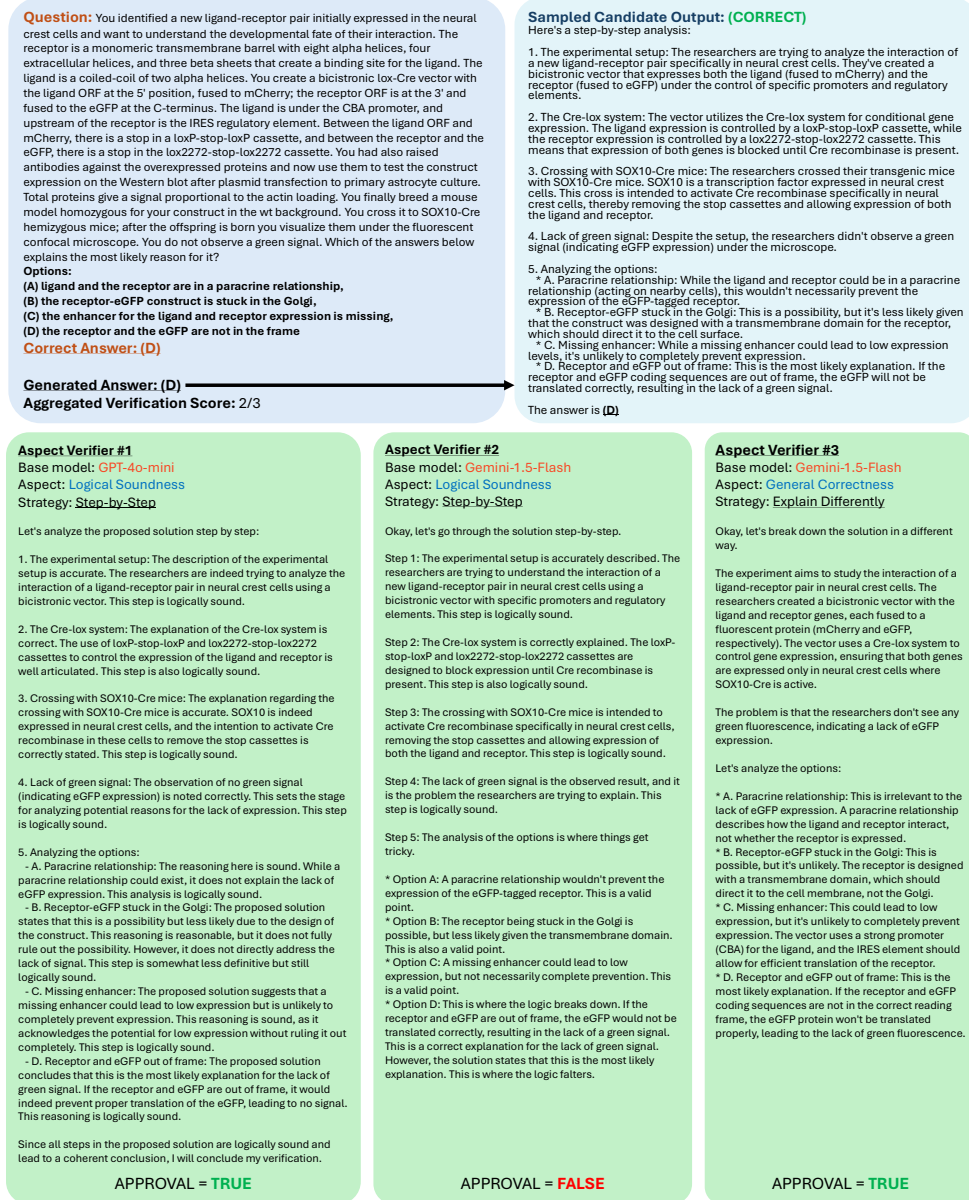 Question: You identified a new ligand-receptor pair initially expressed in the neural
crest cells and want to understand the developmental fate of their interaction. The
receptor is a monomeric transmembrane barrel with eight alpha helices, four
extracellular helices, and three beta sheets that create a binding site for the ligand. The
ligand is a coiled-coil of two alpha helices. You create a bicistronic lox-Cre vector with
the ligand ORF at the 5' position, fused to mCherry; the receptor ORF is at the 3' and
fused to the eGFP at the C-terminus. The ligand is under the CBA promoter, and
upstream of the receptor is the IRES regulatory element. Between the ligand ORF and
mCherry, there is a stop in a loxP-stop-loxP cassette, and between the receptor and the
eGFP, there is a stop in the lox2272-stop-lox2272 cassette. You had also raised
antibodies against the overexpressed proteins and now use them to test the construct
expression on the Western blot after plasmid transfection to primary astrocyte culture.
Total proteins give a signal proportional to the actin loading. You finally breed a mouse
model homozygous for your construct in the wt background. You cross it to SOX10-Cre
hemizygous mice; after the offspring is born you visualize them under the fluorescent
confocal microscope. You do not observe a green signal. Which of the answers below
explains the most likely reason for it?
Options:
(A) ligand and the receptor are in a paracrine relationship,
(B) the receptor-eGFP construct is stuck in the Golgi,
(C) the enhancer for the ligand and receptor expression is missing,
(D) the receptor and the eGFP are not in the frame
Correct Answer: (D)
Generated Answer: (D)
Aggregated Verification Score: 2/3
Sampled Candidate Output: (CORRECT)
Here's a step-by-step analysis:
1. The experimental setup: The researchers are trying to analyze the interaction of
a new ligand-receptor pair specifically in neural crest cells. They've created a
bicistronic vector that expresses both the ligand (fused to mCherry) and the
receptor (fused to eGFP) under the control of specific promoters and regulatory
elements.
2. The Cre-lox system: The vector utilizes the Cre-lox system for conditional gene
expression. The ligand expression is controlled by a loxP-stop-loxP cassette, while
the receptor expression is controlled by a lox2272-stop-lox2272 cassette. This
means that expression of both genes is blocked until Cre recombinase is present.
3. Crossing with SOX10-Cre mice: The researchers crossed their transgenic mice
with SOX10-Cre mice. SOX10 is a transcription factor expressed in neural crest
cells. This cross is intended to activate Cre recombinase specifically in neural
crest cells, thereby removing the stop cassettes and allowing expression of both
the ligand and receptor.
4. Lack of green signal: Despite the setup, the researchers didn't observe a green
signal (indicating eGFP expression) under the microscope.
5. Analyzing the options:
* A. Paracrine relationship: While the ligand and receptor could be in a paracrine
relationship (acting on nearby cells), this wouldn't necessarily prevent the
expression of the eGFP-tagged receptor.
* B. Receptor-eGFP stuck in the Golgi: This is a possibility, but it's less likely given
that the construct was designed with a transmembrane domain for the receptor,
which should direct it to the cell surface.
* C. Missing enhancer: While a missing enhancer could lead to low expression
levels, it's unlikely to completely prevent expression.
* D. Receptor and eGFP out of frame: This is the most likely explanation. If the
receptor and eGFP coding sequences are out of frame, the eGFP will not be
translated correctly, resulting in the lack of a green signal.
The answer is (D)
Aspect Verifier #1
Base model: GPT-4o-mini
Aspect: Logical Soundness
Strategy: Step-by-Step
Let's analyze the proposed solution step by step:
1. The experimental setup: The description of the experimental
setup is accurate. The researchers are indeed trying to analyze the
interaction of a ligand-receptor pair in neural crest cells using a
bicistronic vector. This step is logically sound.
2. The Cre-lox system: The explanation of the Cre-lox system is
correct. The use of loxP-stop-loxP and lox2272-stop-lox2272
cassettes to control the expression of the ligand and receptor is
well articulated. This step is also logically sound.
3. Crossing with SOX10-Cre mice: The explanation regarding the
crossing with SOX10-Cre mice is accurate. SOX10 is indeed
expressed in neural crest cells, and the intention to activate Cre
recombinase in these cells to remove the stop cassettes is
correctly stated. This step is logically sound.
4. Lack of green signal: The observation of no green signal
(indicating eGFP expression) is noted correctly. This sets the stage
for analyzing potential reasons for the lack of expression. This step
is logically sound.
5. Analyzing the options:
- A. Paracrine relationship: The reasoning here is sound. While a
paracrine relationship could exist, it does not explain the lack of
eGFP expression. This analysis is logically sound.
- B. Receptor-eGFP stuck in the Golgi: The proposed solution
states that this is a possibility but less likely due to the design of
the construct. This reasoning is reasonable, but it does not fully
rule out the possibility. However, it does not directly address the
lack of signal. This step is somewhat less definitive but still
logically sound.
- C. Missing enhancer: The proposed solution suggests that a
missing enhancer could lead to low expression but is unlikely to
completely prevent expression. This reasoning is sound, as it
acknowledges the potential for low expression without ruling it out
completely. This step is logically sound.
- D. Receptor and eGFP out of frame: The proposed solution
concludes that this is the most likely explanation for the lack of
green signal. If the receptor and eGFP are out of frame, it would
indeed prevent proper translation of the eGFP, leading to no signal.
This reasoning is logically sound.
Since all steps in the proposed solution are logically sound and
lead to a coherent conclusion, I will conclude my verification.
APPROVAL = TRUE
Aspect Verifier #2
Base model: Gemini-1.5-Flash
Aspect: Logical Soundness
Strategy: Step-by-Step
Okay, let's go through the solution step-by-step.
Step 1: The experimental setup is accurately described. The
researchers are trying to understand the interaction of a
new ligand-receptor pair in neural crest cells using a
bicistronic vector with specific promoters and regulatory
elements. This step is logically sound.
Step 2: The Cre-lox system is correctly explained. The loxP-
stop-loxP and lox2272-stop-lox2272 cassettes are
designed to block expression until Cre recombinase is
present. This step is also logically sound.
Step 3: The crossing with SOX10-Cre mice is intended to
activate Cre recombinase specifically in neural crest cells,
removing the stop cassettes and allowing expression of
both the ligand and receptor. This step is logically sound.
Step 4: The lack of green signal is the observed result, and it
is the problem the researchers are trying to explain. This
step is logically sound.
Step 5: The analysis of the options is where things get
tricky.
* Option A: A paracrine relationship wouldn't prevent the
expression of the eGFP-tagged receptor. This is a valid
point.
* Option B: The receptor being stuck in the Golgi is
possible, but less likely given the transmembrane domain.
This is also a valid point.
* Option C: A missing enhancer could lead to low
expression, but not necessarily complete prevention. This
is a valid point.
* Option D: This is where the logic breaks down. If the
receptor and eGFP are out of frame, the eGFP would not be
translated correctly, resulting in the lack of a green signal.
This is a correct explanation for the lack of green signal.
However, the solution states that this is the most likely
explanation. This is where the logic falters.
APPROVAL = FALSE
Aspect Verifier #3
Base model: Gemini-1.5-Flash
Aspect: General Correctness
Strategy: Explain Differently
Okay, let's break down the solution in a different
way.
The experiment aims to study the interaction of a
ligand-receptor pair in neural crest cells. The
researchers created a bicistronic vector with the
ligand and receptor genes, each fused to a
fluorescent protein (mCherry and eGFP,
respectively). The vector uses a Cre-lox system to
control gene expression, ensuring that both genes
are expressed only in neural crest cells where
SOX10-Cre is active.
The problem is that the researchers don't see any
green fluorescence, indicating a lack of eGFP
expression.
Let's analyze the options:
* A. Paracrine relationship: This is irrelevant to the
lack of eGFP expression. A paracrine relationship
describes how the ligand and receptor interact,
not whether the receptor is expressed.
* B. Receptor-eGFP stuck in the Golgi: This is
possible, but it's unlikely. The receptor is designed
with a transmembrane domain, which should
direct it to the cell membrane, not the Golgi.
* C. Missing enhancer: This could lead to low
expression, but it's unlikely to completely prevent
expression. The vector uses a strong promoter
(CBA) for the ligand, and the IRES element should
allow for efficient translation of the receptor.
* D. Receptor and eGFP out of frame: This is the
most likely explanation. If the receptor and eGFP
coding sequences are not in the correct reading
frame, the eGFP protein won't be translated
properly, leading to the lack of green fluorescence.
APPROVAL = TRUE